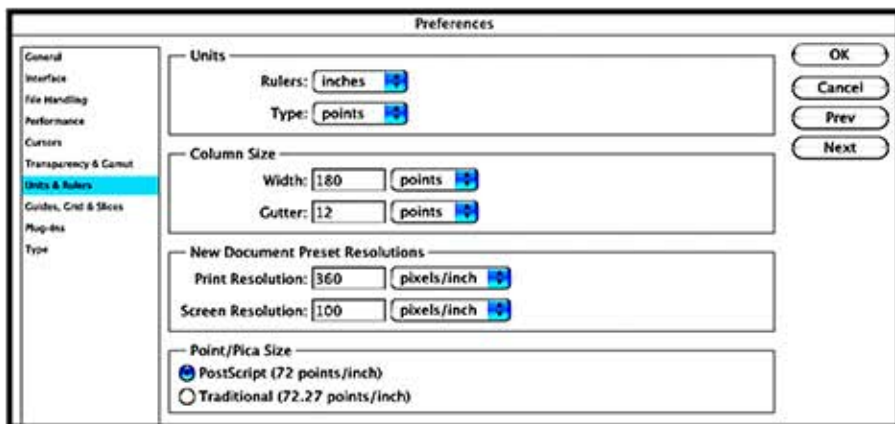 Preferences
General
Interface
File Handling
Performance
Cursors
Transparency & Gamut
Units & Rulers
Guides, Grid & Slices
Plug-Ins
Type
Units
Rulers: inches
Type: points
Column Size
Width: 180 points
Gutter: 12 points
New Document Preset Resolutions
Print Resolution: 360 pixels/inch
Screen Resolution: 100 pixels/inch
Point/Pica Size
PostScript (72 points/inch)
Traditional (72.27 points/inch)
OK
Cancel
Prev
Next